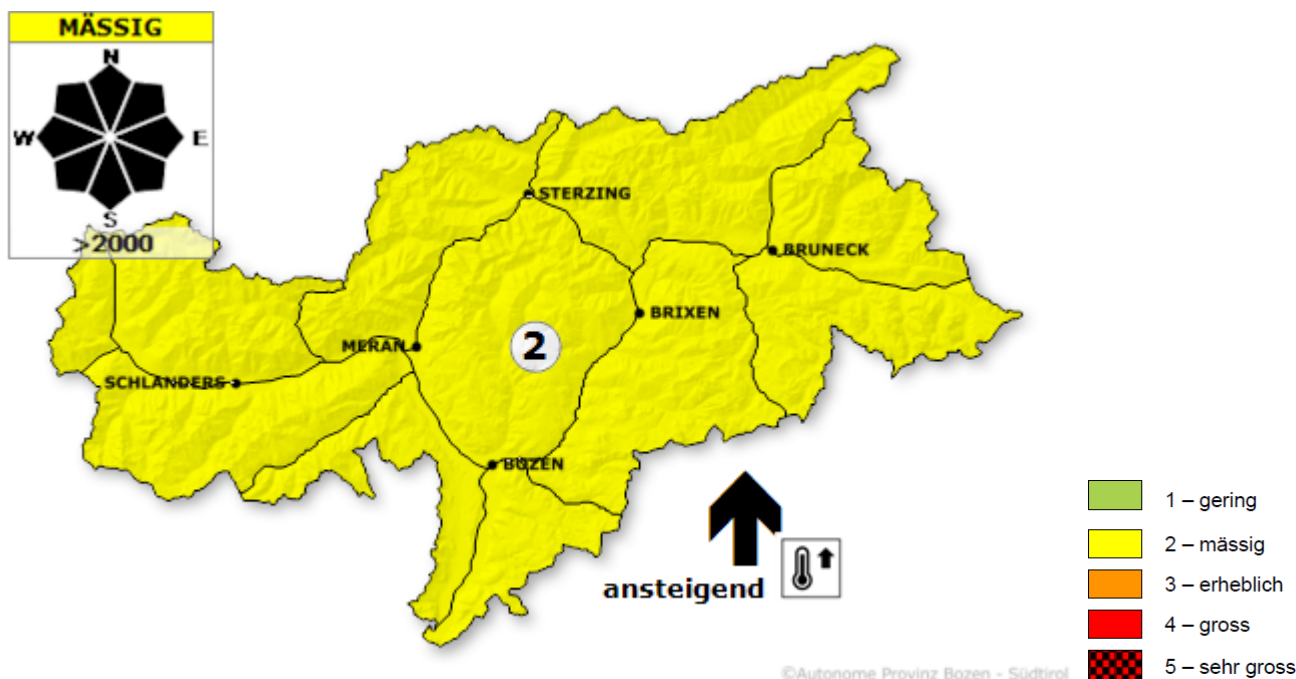 MÄSSIG
N
W E
S
>2000
STERZING
BRUNECK
BRIXEN
2
MERAN
SCHLANDERS
BOZEN
ansteigend
1 – gering
2 – mässig
3 – erheblich
4 – gross
5 – sehr gross
©Autonome Provinz Bozen - Südtirol